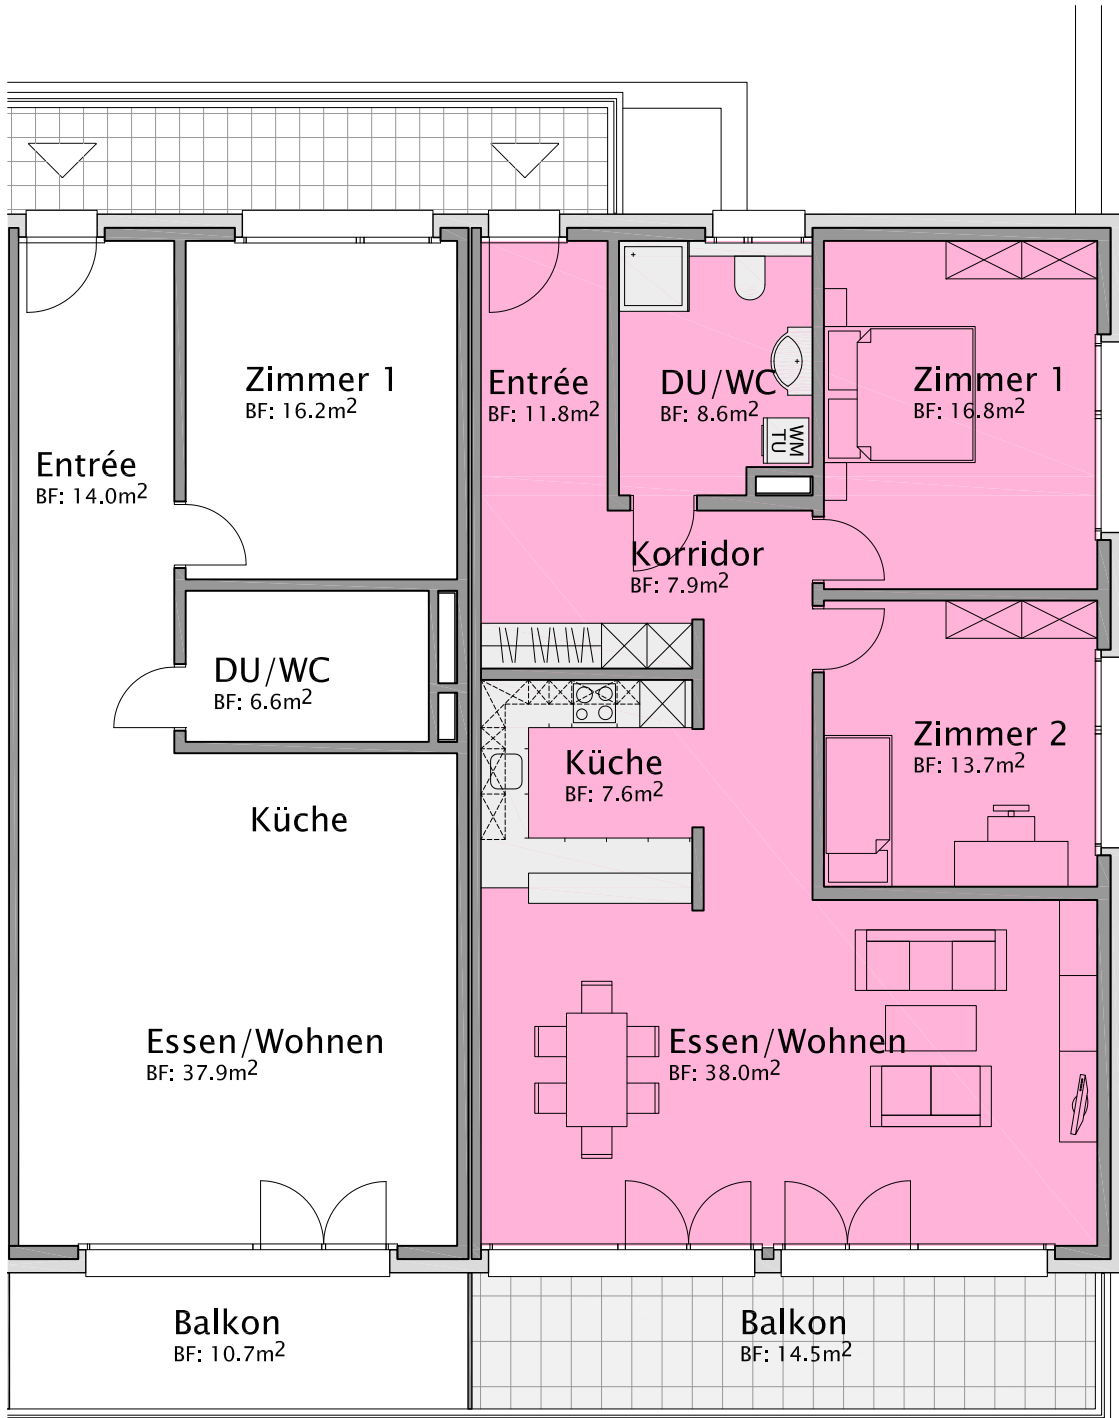 Zimmer 1
BF: 16.2m²
Entrée
BF: 14.0m²
DU/WC
BF: 6.6m²
Küche
Essen/Wohnen
BF: 37.9m²
Balkon
BF: 10.7m²
Entrée
BF: 11.8m²
DU/WC
BF: 8.6m²
WM
TU
Zimmer 1
BF: 16.8m²
Korridor
BF: 7.9m²
Zimmer 2
BF: 13.7m²
Küche
BF: 7.6m²
Essen/Wohnen
BF: 38.0m²
Balkon
BF: 14.5m²